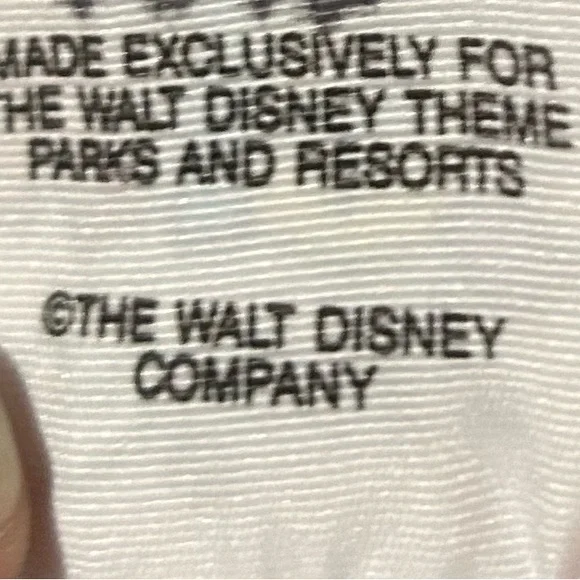 MADE EXCLUSIVELY FOR
THE WALT DISNEY THEME
PARKS AND RESORTS
©THE WALT DISNEY
COMPANY